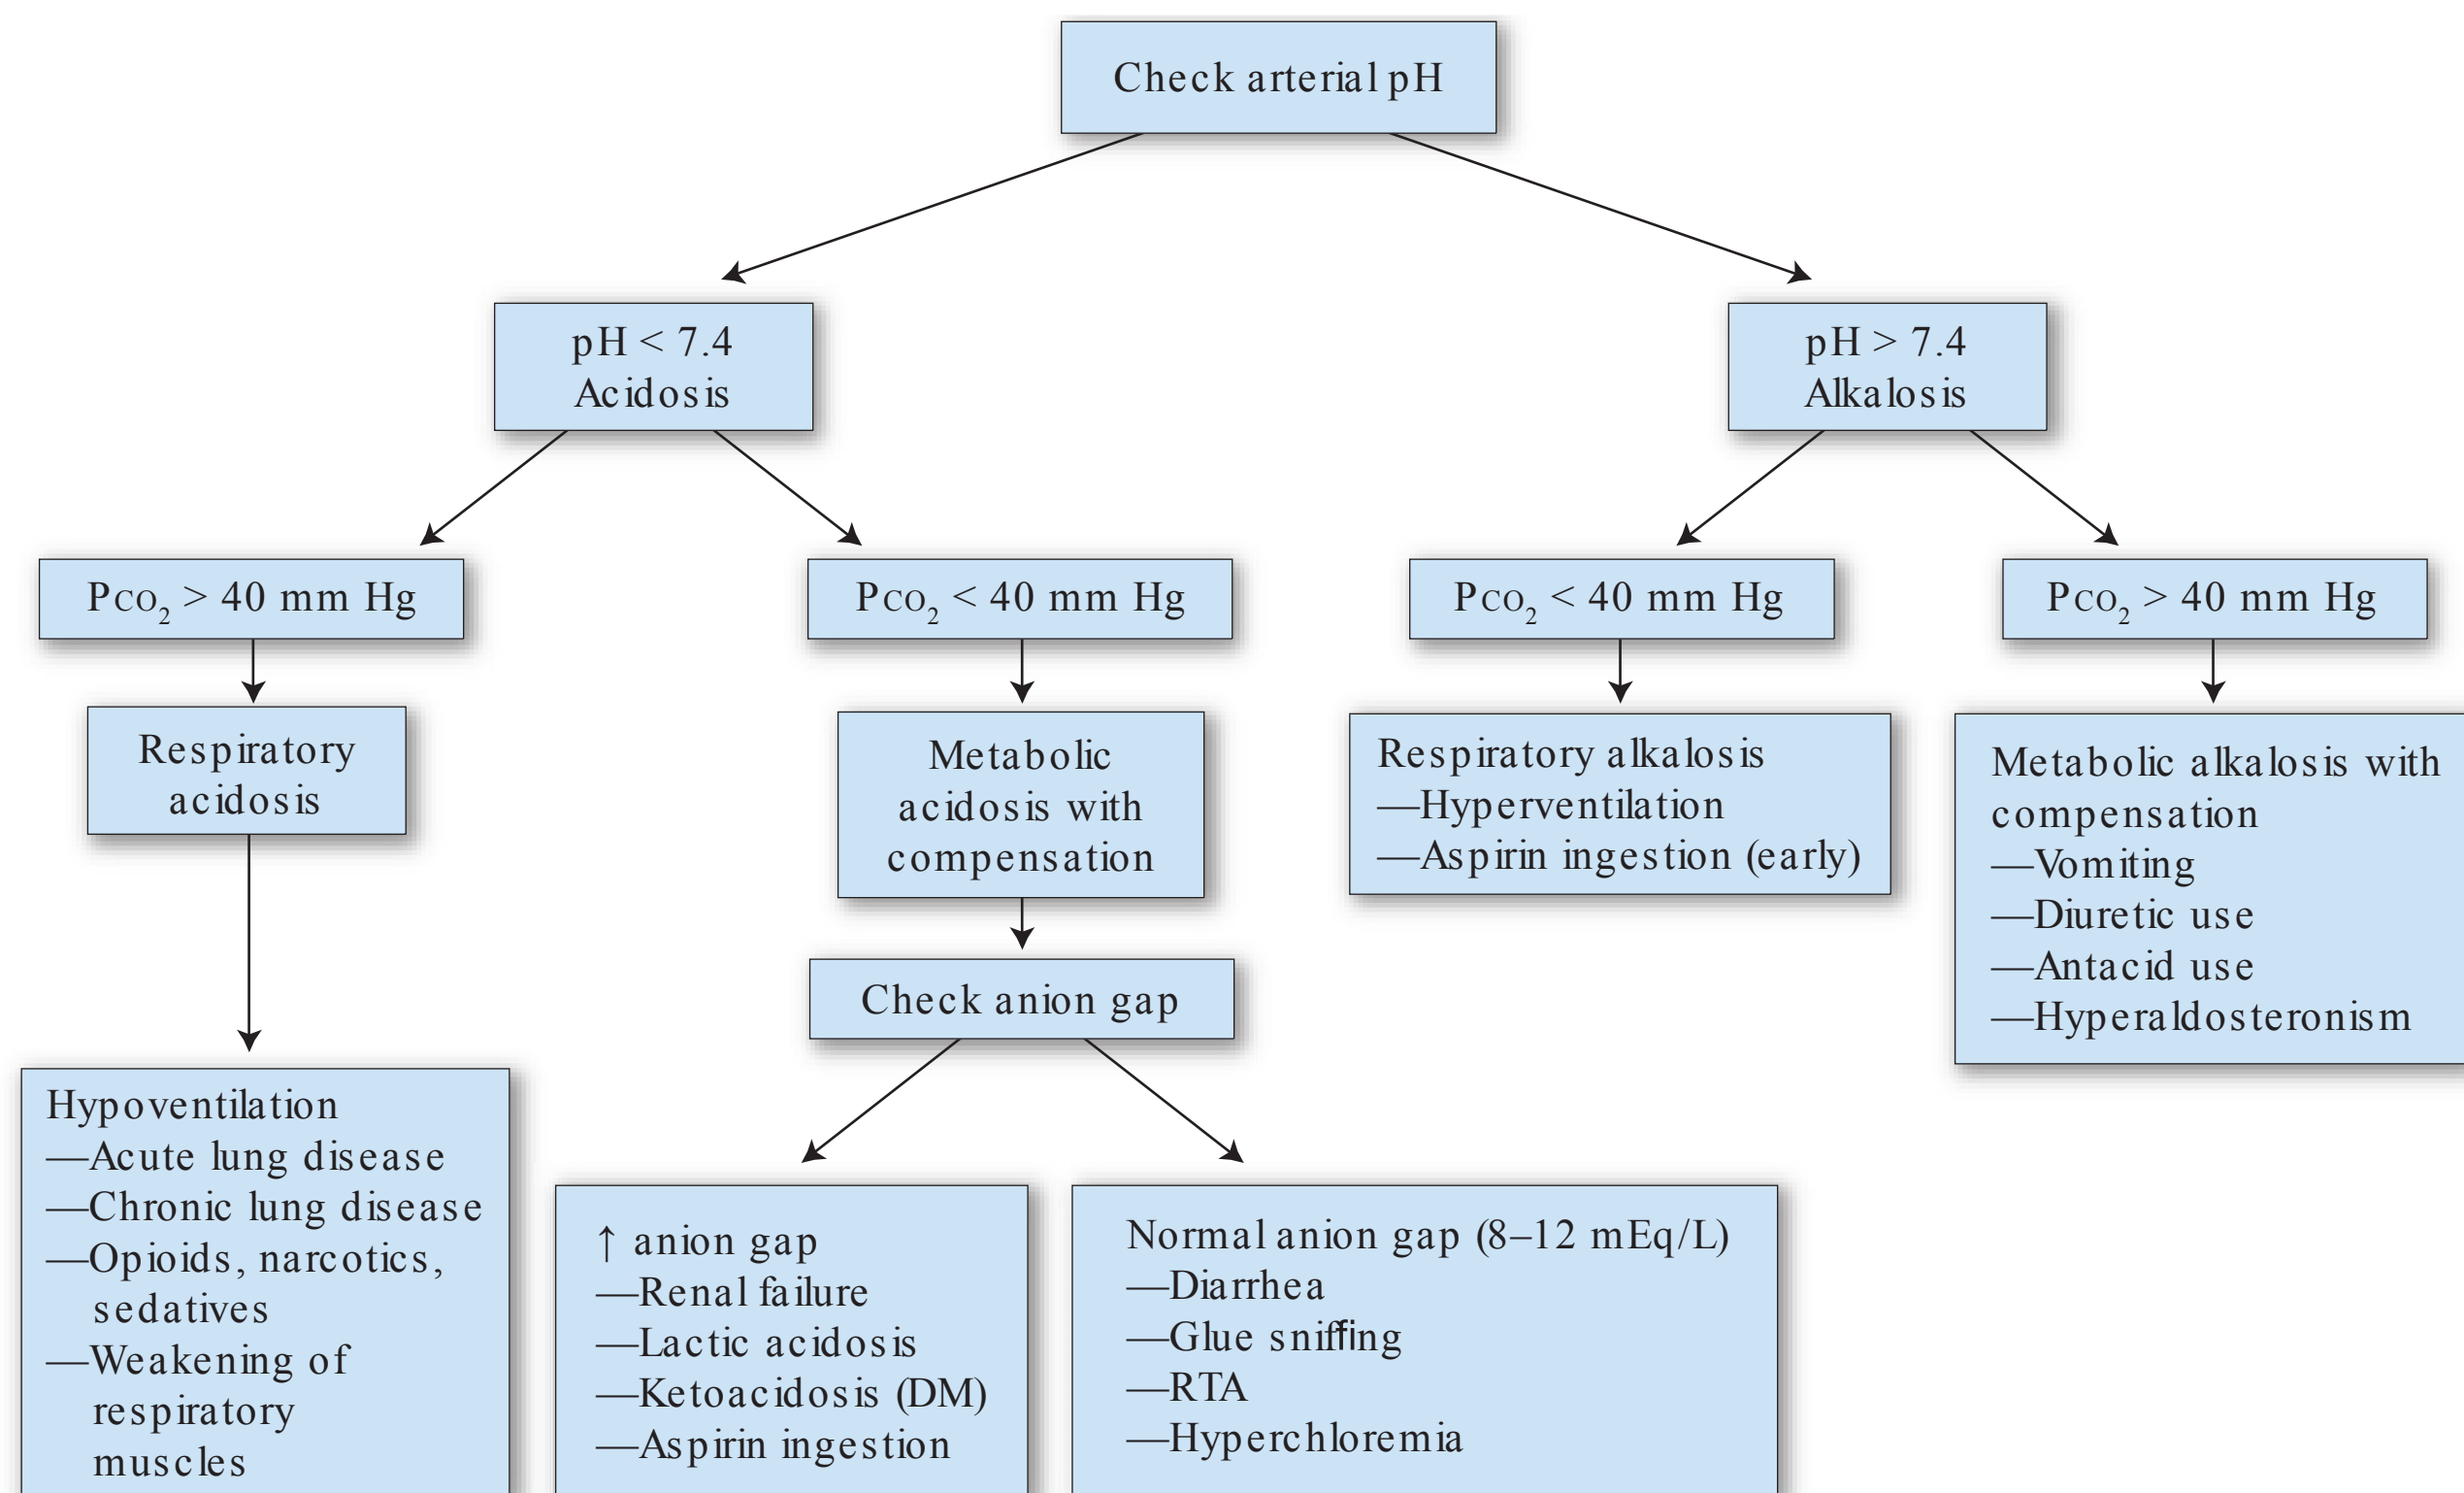 Check arterial pH
pH < 7.4
Acidosis
pH > 7.4
Alkalosis
PCO₂ > 40 mm Hg
PCO₂ < 40 mm Hg
PCO₂ < 40 mm Hg
PCO₂ > 40 mm Hg
Respiratory
acidosis
Metabolic
acidosis with
compensation
Respiratory alkalosis
—Hyperventilation
—Aspirin ingestion (early)
Metabolic alkalosis with
compensation
—Vomiting
—Diuretic use
—Antacid use
—Hyperaldosteronism
Check anion gap
Hypoventilation
—Acute lung disease
—Chronic lung disease
—Opioids, narcotics,
sedatives
—Weakening of
respiratory
muscles
↑ anion gap
—Renal failure
—Lactic acidosis
—Ketoacidosis (DM)
—Aspirin ingestion
Normal anion gap (8–12 mEq/L)
—Diarrhea
—Glue sniffing
—RTA
—Hyperchloremia